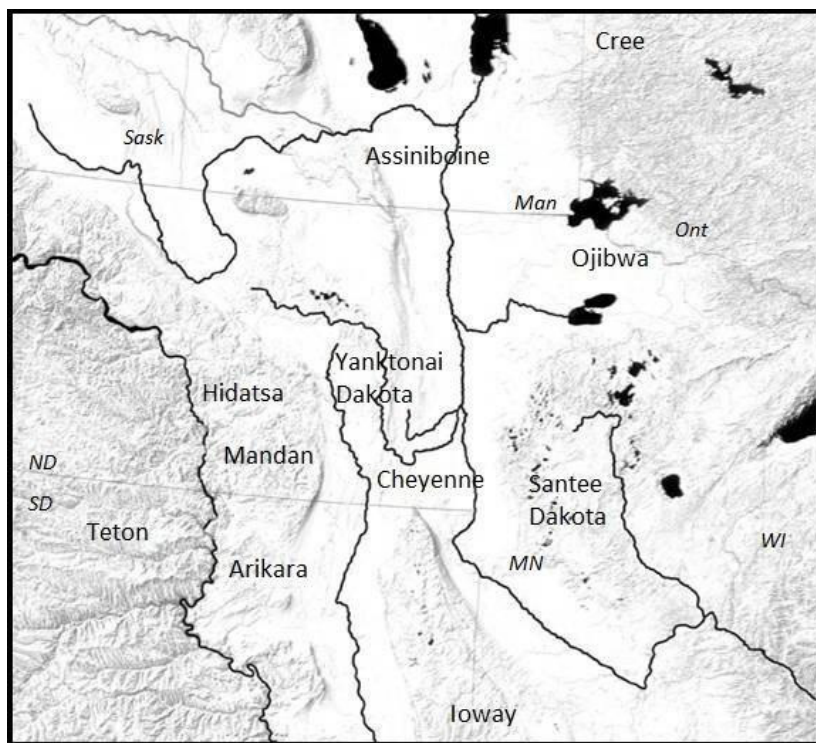 Cree
Sask
Assiniboine
Man
Ont
Ojibwa
Yanktonai
Dakota
Hidatsa
Mandan
ND
SD
Cheyenne
Santee
Dakota
Teton
Arikara
MN
WI
Ioway